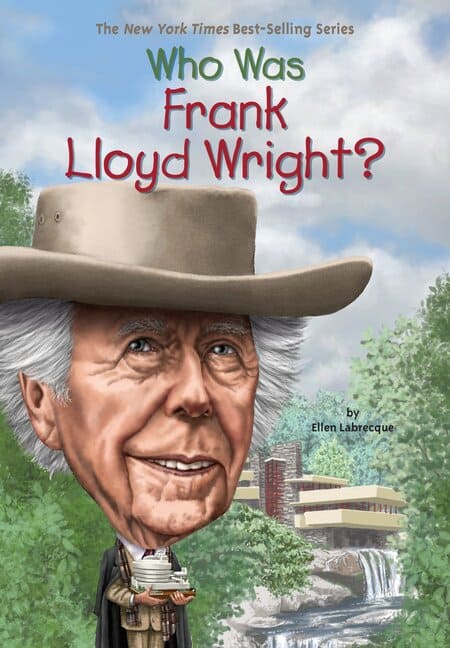 The New York Times Best-Selling Series
Who Was
Frank
Lloyd Wright?
by
Ellen Labrecque